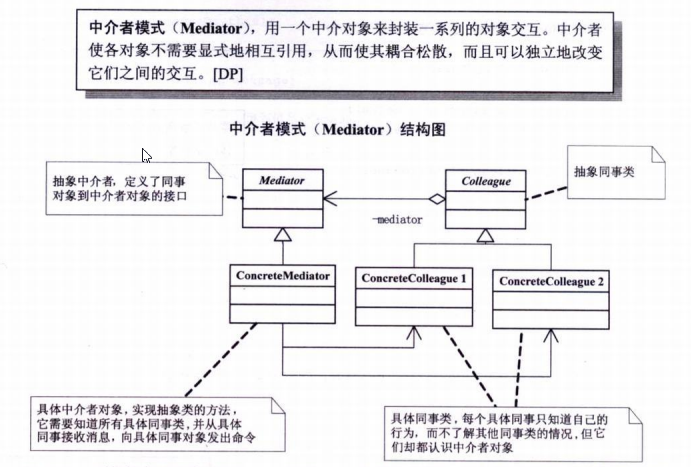 中介者模式（Mediator），用一个中介对象来封装一系列的对象交互。中介者
使各对象不需要显式地相互引用，从而使其耦合松散，而且可以独立地改变
它们之间的交互。[DP]
中介者模式（Mediator）结构图
抽象中介者，定义了同事
对象到中介者对象的接口
Mediator
Colleague
抽象同事类
-mediator
ConcreteMediator
ConcreteColleague 1
ConcreteColleague 2
具体中介者对象，实现抽象类的方法，
它需要知道所有具体同事类，并从具体
同事接收消息，向具体同事对象发出命令
具体同事类，每个具体同事只知道自己的
行为，而不了解其他同事类的情况，但它
们却都认识中介者对象